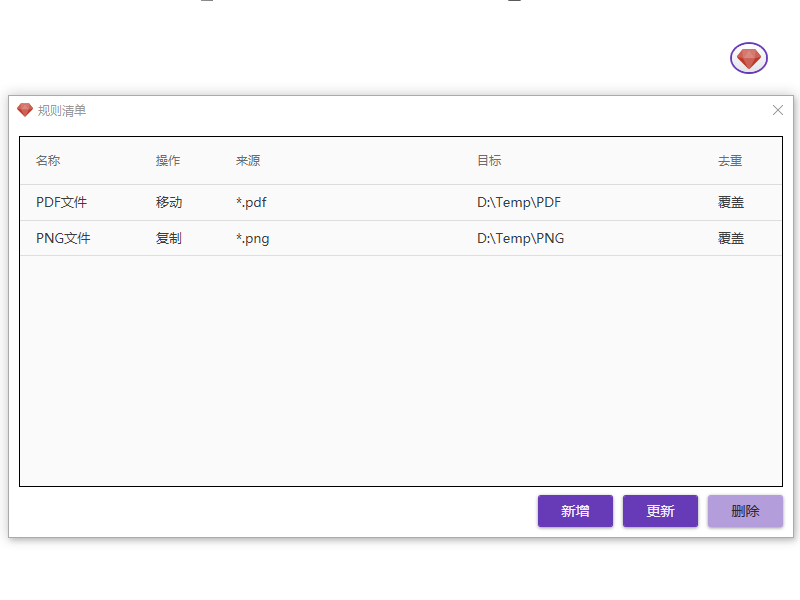 规则清单
名称 操作 来源 目标 去重
PDF文件 移动 *.pdf D:\Temp\PDF 覆盖
PNG文件 复制 *.png D:\Temp\PNG 覆盖
新增 更新 删除